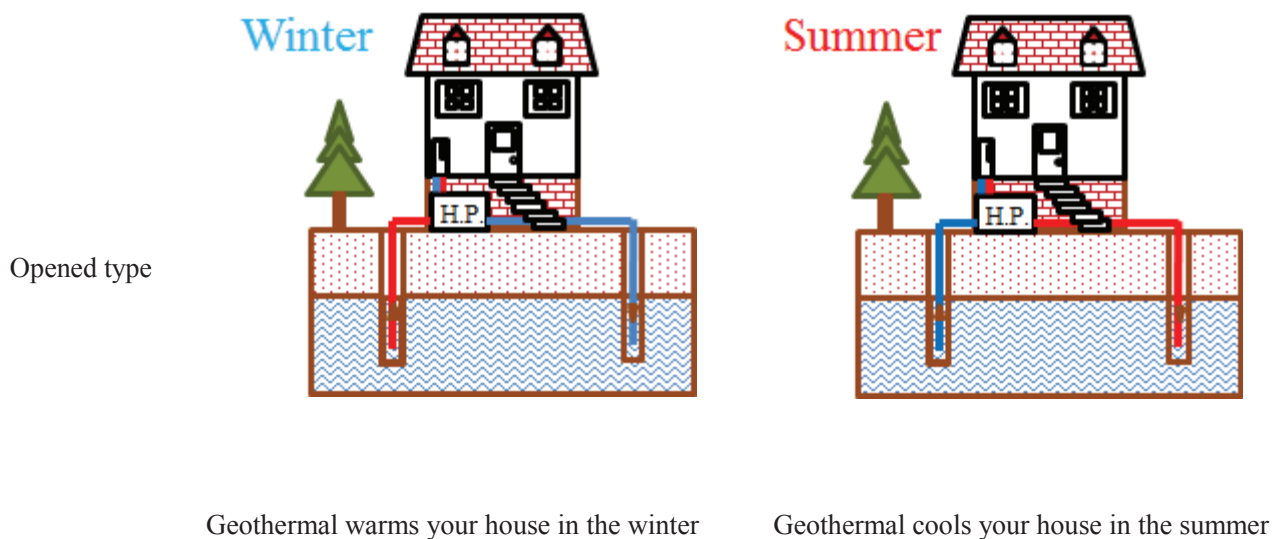 Winter
Summer
H.P.
H.P.
Opened type
Geothermal warms your house in the winter
Geothermal cools your house in the summer